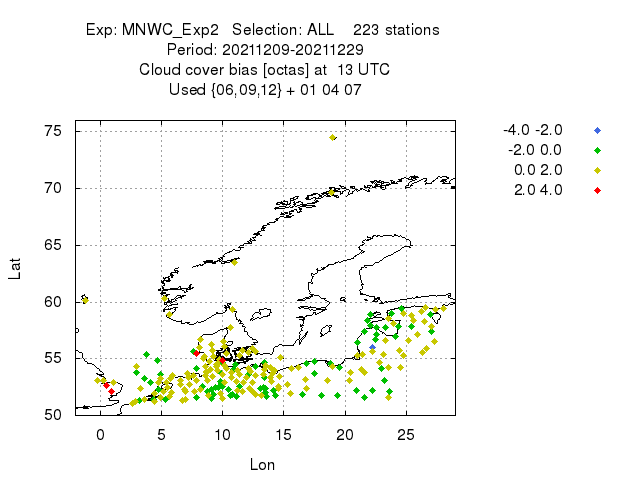 Exp: MNWC_Exp2 Selection: ALL 223 stations
Period: 20211209-20211229
Cloud cover bias [octas] at 13 UTC
Used {06,09,12} + 01 04 07
-4.0 -2.0
-2.0 0.0
0.0 2.0
2.0 4.0
75
70
65
60
55
50
Lat
0 5 10 15 20 25
Lon